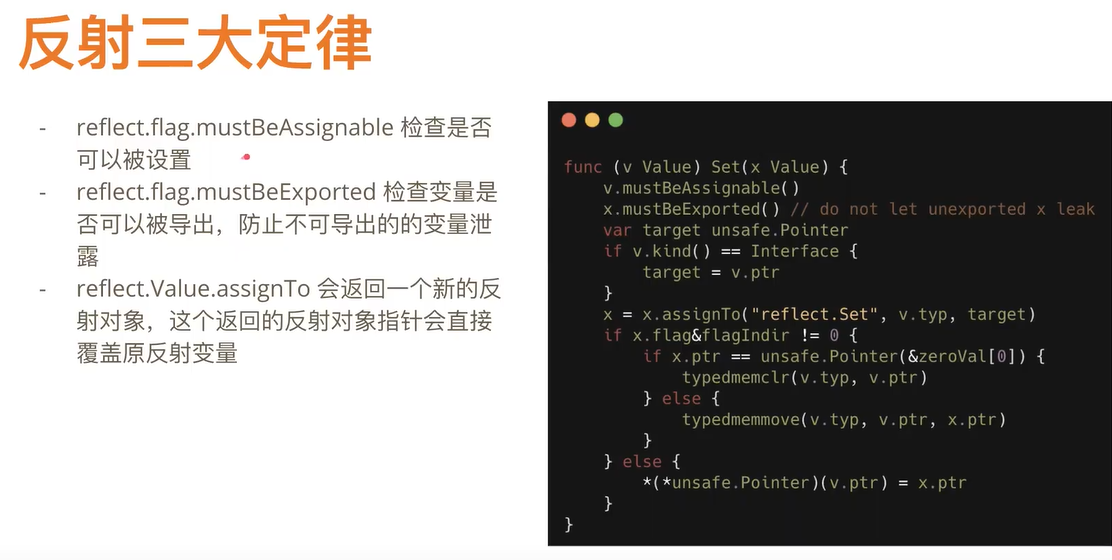 反射三大定律
- reflect.flag.mustBeAssignable 检查是否
可以被设置
- reflect.flag.mustBeExported 检查变量是
否可以被导出，防止不可导出的的变量泄
露
- reflect.Value.assignTo 会返回一个新的反
射对象，这个返回的反射对象指针会直接
覆盖原反射变量
func (v Value) Set(x Value) {
    v.mustBeAssignable()
    x.mustBeExported() // do not let unexported x leak
    var target unsafe.Pointer
    if v.kind() == Interface {
        target = v.ptr
    }
    x = x.assignTo("reflect.Set", v.typ, target)
    if x.flag&flagIndir != 0 {
        if x.ptr == unsafe.Pointer(&zeroVal[0]) {
            typedmemclr(v.typ, v.ptr)
        } else {
            typedmemmove(v.typ, v.ptr, x.ptr)
        }
    } else {
        *(*unsafe.Pointer)(v.ptr) = x.ptr
    }
}